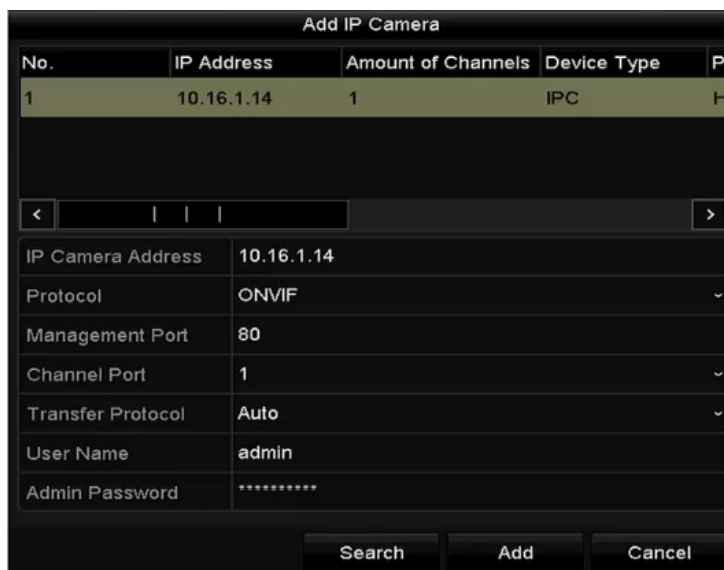 Add IP Camera
No. IP Address Amount of Channels Device Type P
1 10.16.1.14 1 IPC H
IP Camera Address 10.16.1.14
Protocol ONVIF
Management Port 80
Channel Port 1
Transfer Protocol Auto
User Name admin
Admin Password **********
Search Add Cancel